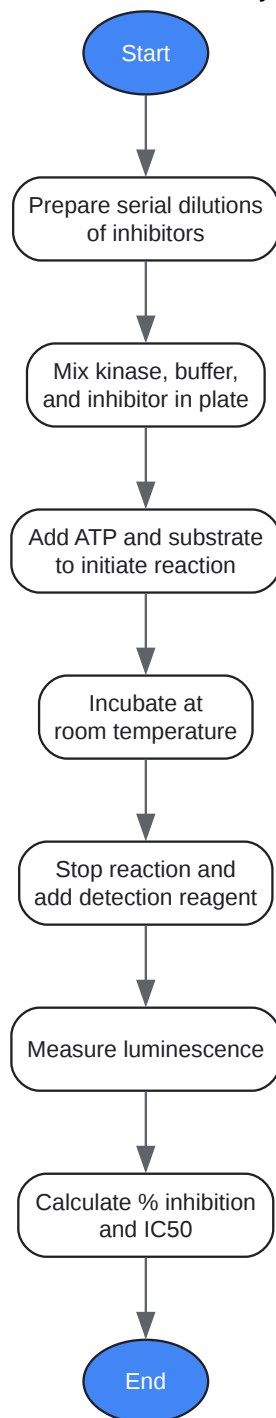 Start
Prepare serial dilutions
of inhibitors
Mix kinase, buffer,
and inhibitor in plate
Add ATP and substrate
to initiate reaction
Incubate at
room temperature
Stop reaction and
add detection reagent
Measure luminescence
Calculate % inhibition
and IC50
End